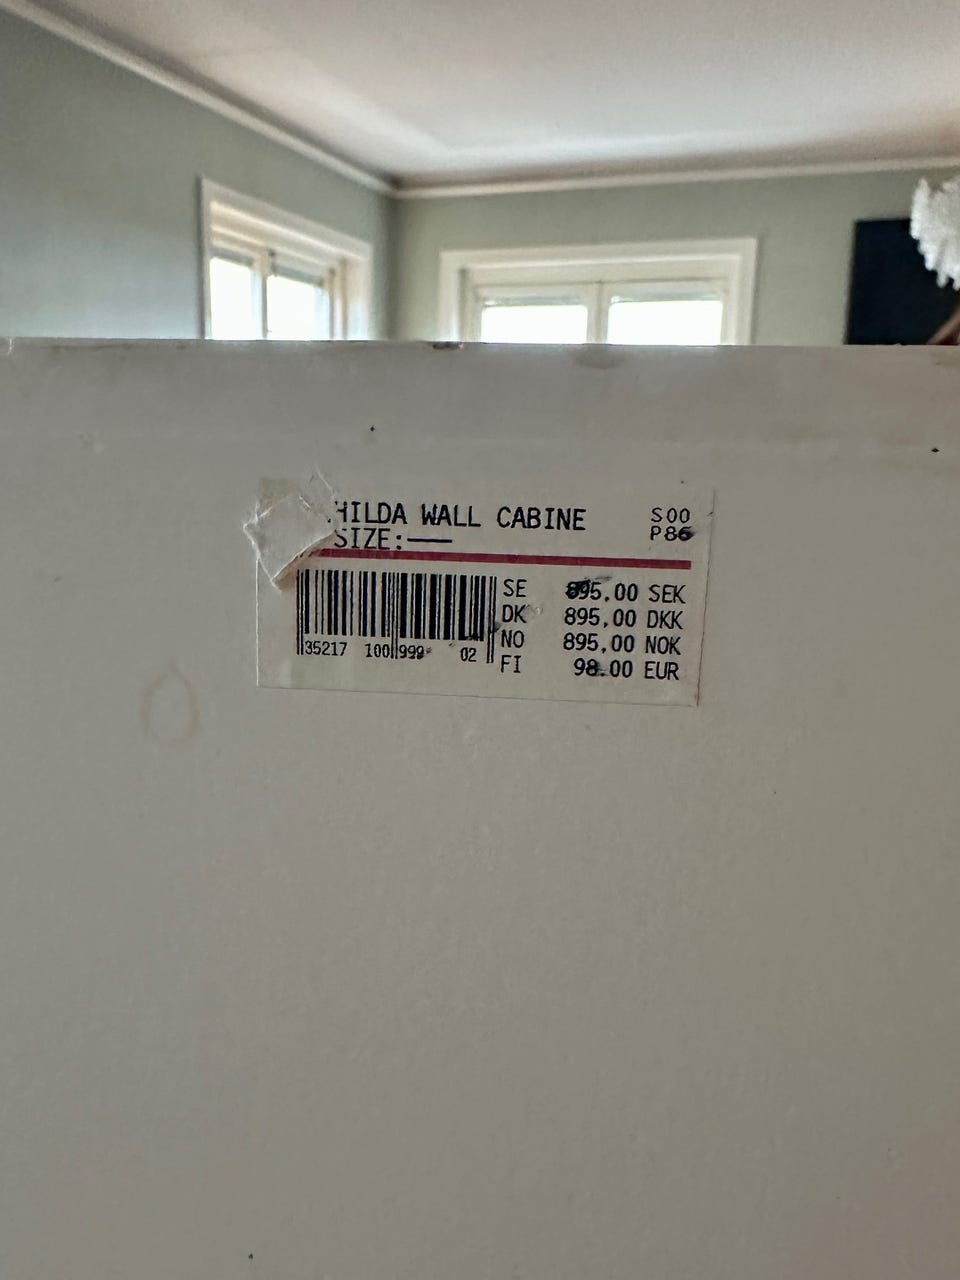 HILDA WALL CABINE S00
SIZE:—— P86
SE 895,00 SEK
DK 895,00 DKK
NO 895,00 NOK
FI 98.00 EUR
35217 100 999 02